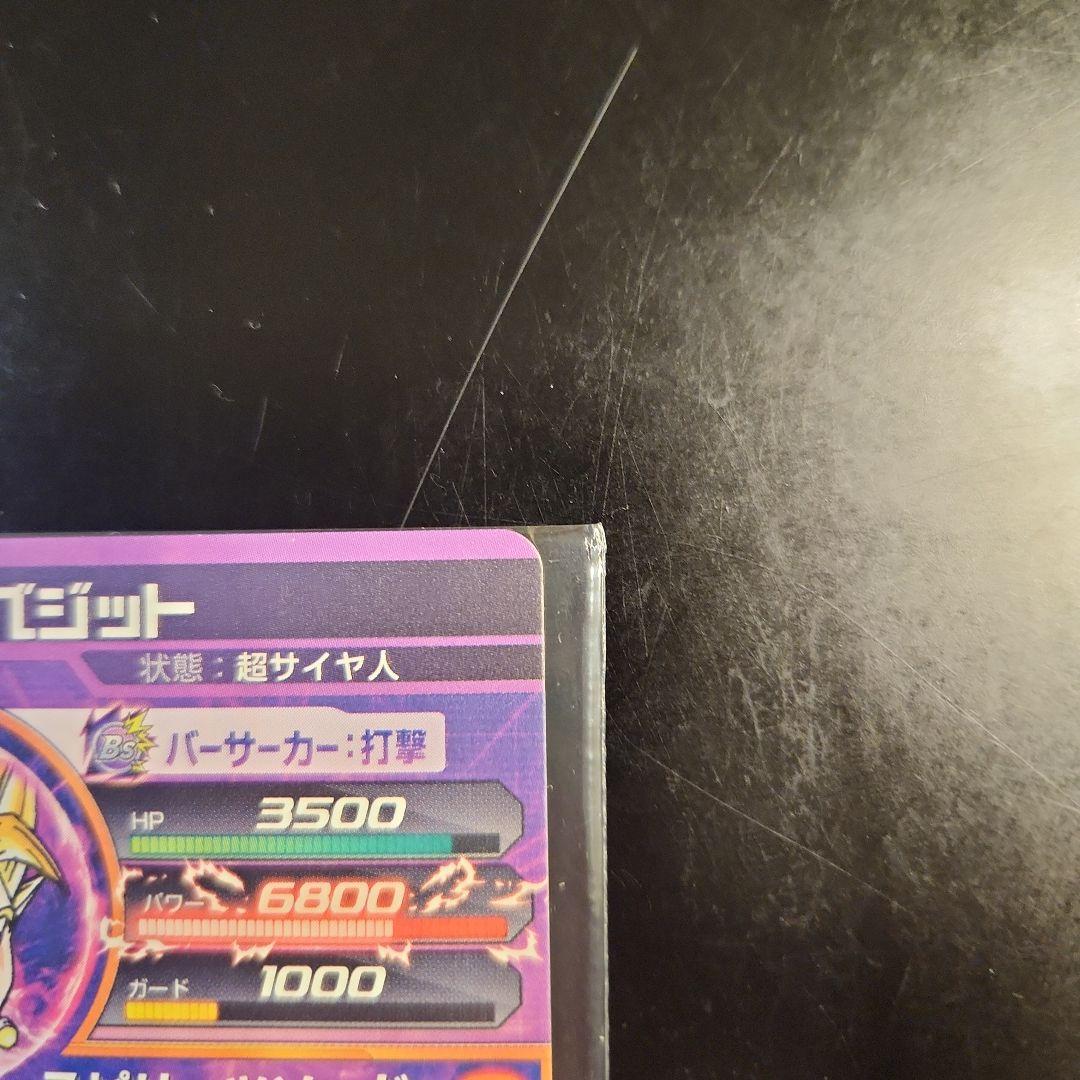 ベジット
状態：超サイヤ人
Bs
バーサーカー：打撃
HP 3500
パワー 6800
ガード 1000